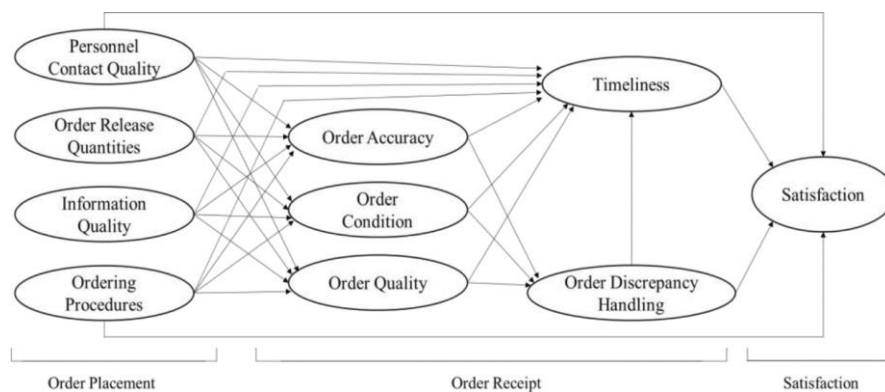 Personnel
Contact Quality
Order Release
Quantities
Information
Quality
Ordering
Procedures
Order Accuracy
Order
Condition
Order Quality
Timeliness
Order Discrepancy
Handling
Satisfaction
Order Placement
Order Receipt
Satisfaction